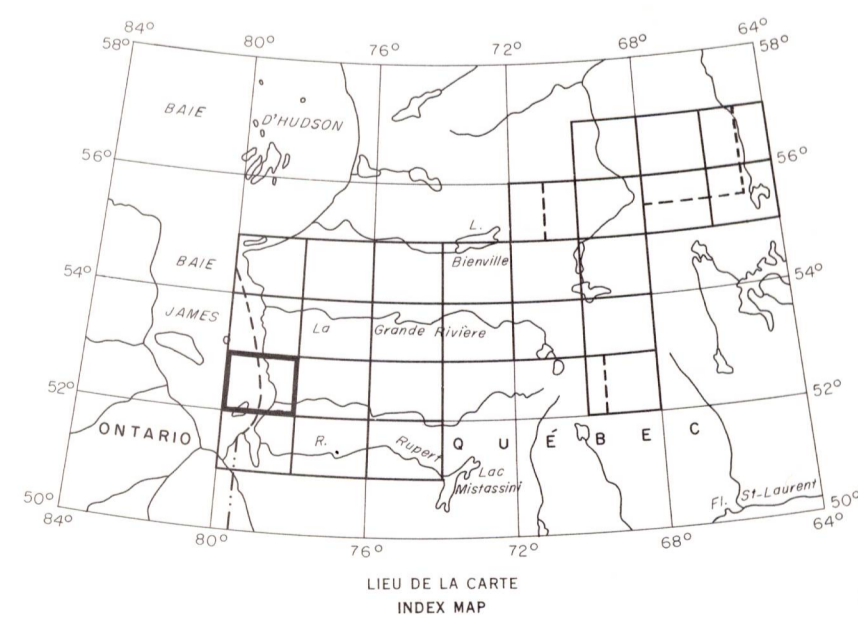 84°
58°
80°
76°
72°
68°
64°
58°
BAIE
D'HUDSON
56°
56°
L.
Bienville
BAIE
54°
54°
JAMES
La Grande Rivière
52°
52°
ONTARIO
R. Rupert
QUÉBEC
Lac
Mistassini
Fl. St-Laurent
50°
84°
50°
64°
80°
76°
72°
68°
LIEU DE LA CARTE
INDEX MAP